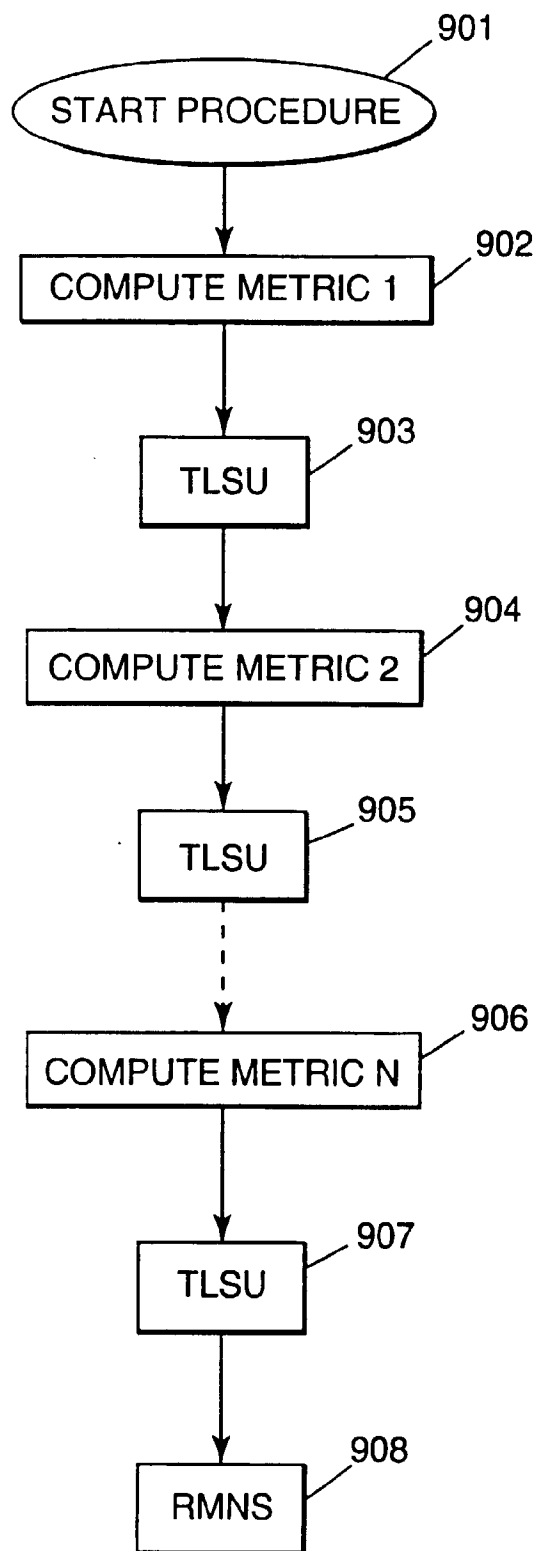 901
START PROCEDURE
902
COMPUTE METRIC 1
903
TLSU
904
COMPUTE METRIC 2
905
TLSU
906
COMPUTE METRIC N
907
TLSU
908
RMNS